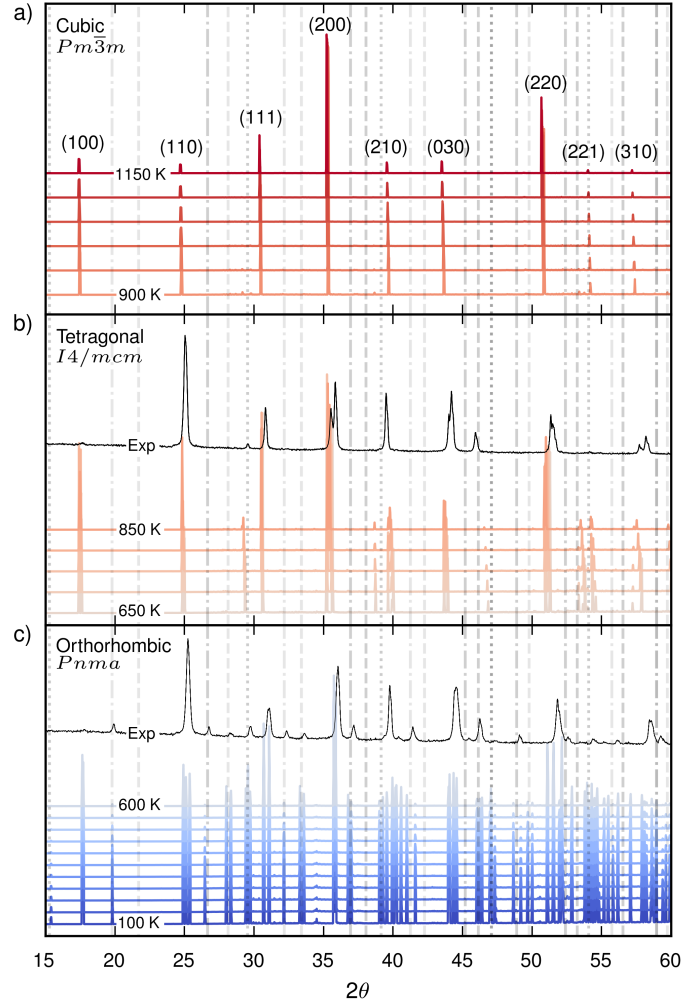 a)
Cubic
Pm3̅m
(200)
(220)
(111)
(100)
(110)
(210)
(030)
(221)
(310)
1150 K
900 K
b)
Tetragonal
I4/mcm
Exp
850 K
650 K
c)
Orthorhombic
Pnma
Exp
600 K
100 K
15 20 25 30 35 40 45 50 55 60
2θ